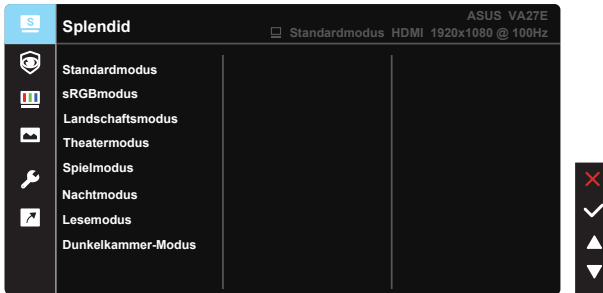 S
Splendid
ASUS VA27E
Standardmodus HDMI 1920x1080 @ 100Hz
Standardmodus
sRGBmodus
Landschaftsmodus
Theatermodus
Spielmodus
Nachtmodus
Lesemodus
Dunkelkammer-Modus